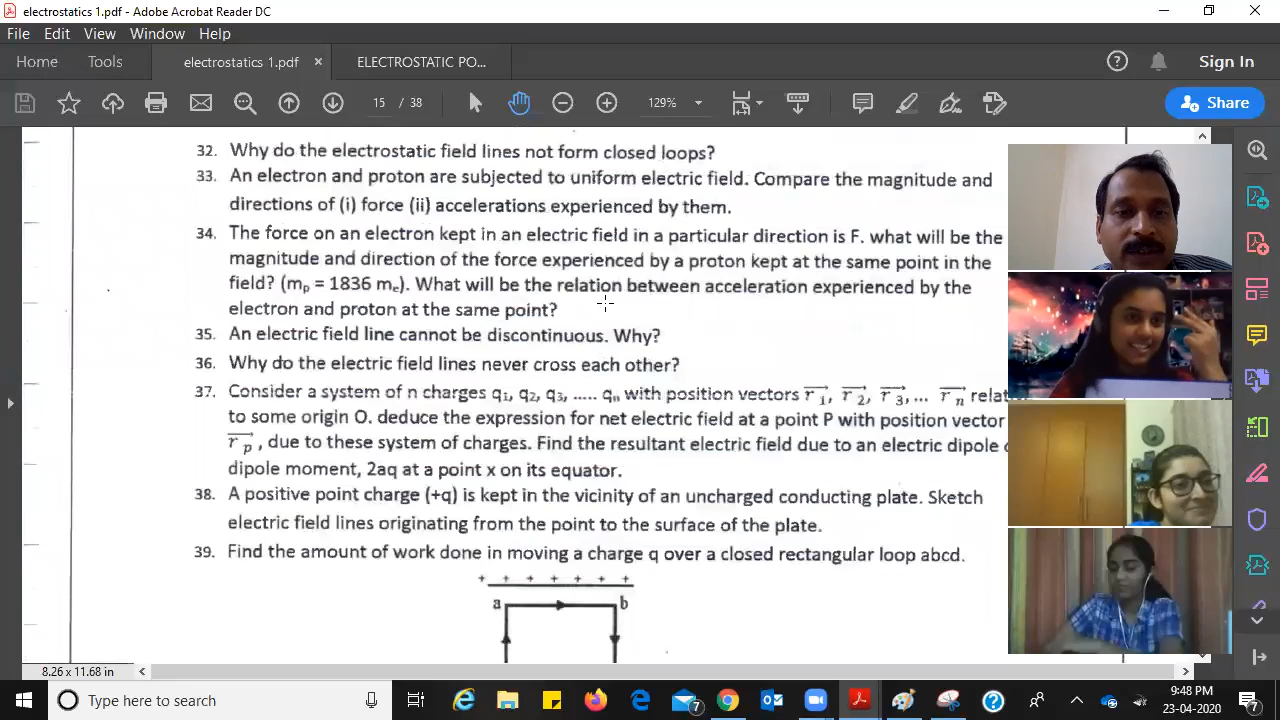 electrostatics 1.pdf - Adobe Acrobat Reader DC
File Edit View Window Help
Home Tools electrostatics 1.pdf × ELECTROSTATIC PO... Sign In
15 / 38 129% Share
32. Why do the electrostatic field lines not form closed loops?
33. An electron and proton are subjected to uniform electric field. Compare the magnitude and
directions of (i) force (ii) accelerations experienced by them.
34. The force on an electron kept in an electric field in a particular direction is F. what will be the
magnitude and direction of the force experienced by a proton kept at the same point in the
field? (mₚ = 1836 mₑ). What will be the relation between acceleration experienced by the
electron and proton at the same point?
35. An electric field line cannot be discontinuous. Why?
36. Why do the electric field lines never cross each other?
37. Consider a system of n charges q₁, q₂, q₃, ..... qₙ with position vectors r⃗₁, r⃗₂, r⃗₃, ... r⃗ₙ relat
to some origin O. deduce the expression for net electric field at a point P with position vector
r⃗ₚ, due to these system of charges. Find the resultant electric field due to an electric dipole
dipole moment, 2aq at a point x on its equator.
38. A positive point charge (+q) is kept in the vicinity of an uncharged conducting plate. Sketch
electric field lines originating from the point to the surface of the plate.
39. Find the amount of work done in moving a charge q over a closed rectangular loop abcd.
+ + + + + + +
a b
8.26 x 11.68 in
Type here to search
7
9:48 PM
23-04-2020
7